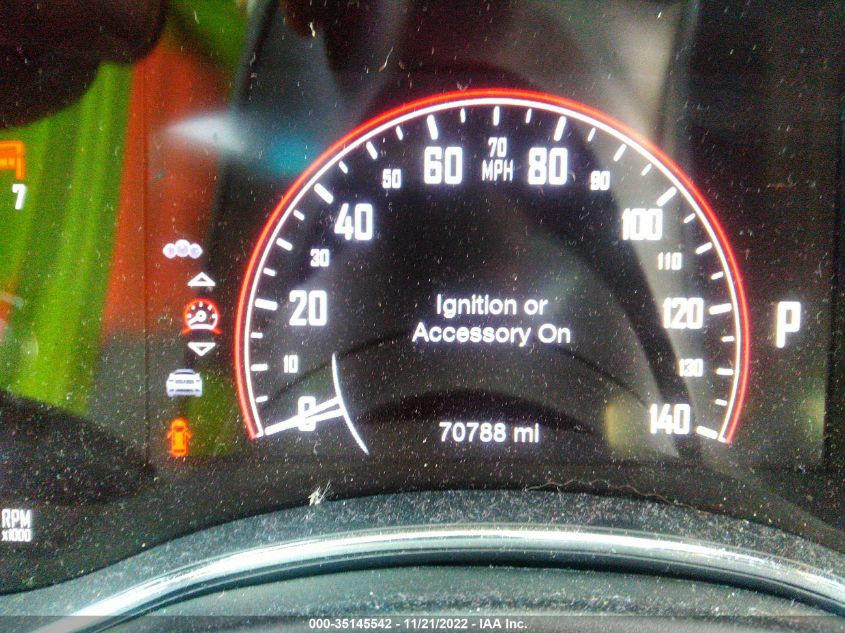 70
60 MPH 80
50 90
7
40 100
30 110
Ignition or
Accessory On
20 120 P
10 130
0 140
70788 mi
RPM
x1000
000-35145542 - 11/21/2022 - IAA Inc.